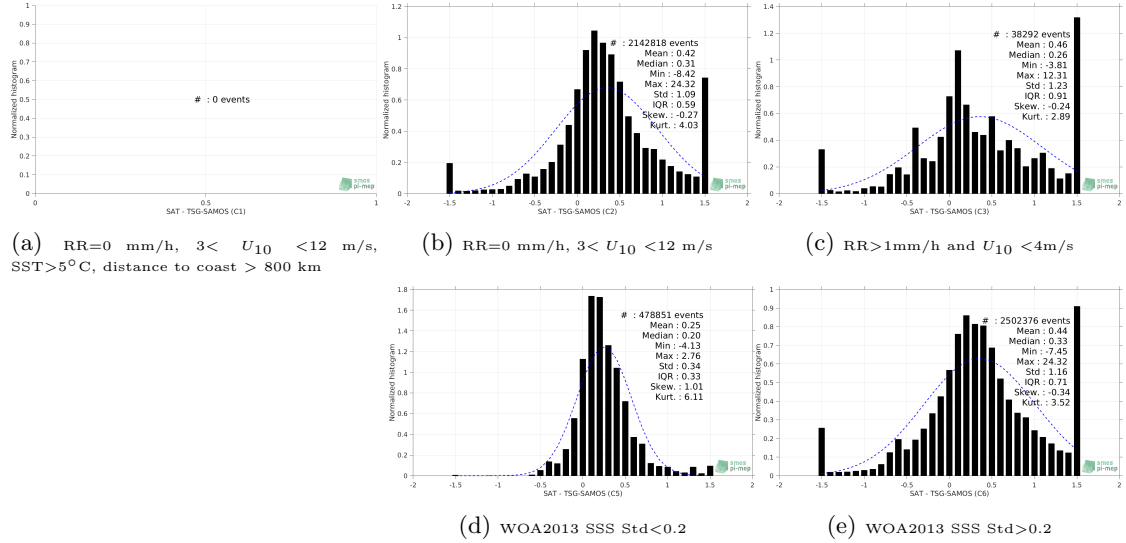 1
0.9
0.8
0.7
0.6
0.5
0.4
0.3
0.2
0.1
0
Normalized histogram
# : 0 events
smos
pi-mep
0 0.5 1
SAT - TSG-SAMOS (C1)
(a) RR=0 mm/h, 3< U10 <12 m/s,
SST>5°C, distance to coast > 800 km
1.2
1
0.8
0.6
0.4
0.2
0
Normalized histogram
# : 2142818 events
Mean : 0.42
Median : 0.31
Min : -8.42
Max : 24.32
Std : 1.09
IQR : 0.59
Skew. : -0.27
Kurt. : 4.03
smos
pi-mep
-2 -1.5 -1 -0.5 0 0.5 1 1.5 2
SAT - TSG-SAMOS (C2)
(b) RR=0 mm/h, 3< U10 <12 m/s
1.4
1.2
1
0.8
0.6
0.4
0.2
0
Normalized histogram
# : 38292 events
Mean : 0.46
Median : 0.26
Min : -3.81
Max : 12.31
Std : 1.23
IQR : 0.91
Skew. : -0.24
Kurt. : 2.89
smos
pi-mep
-2 -1.5 -1 -0.5 0 0.5 1 1.5 2
SAT - TSG-SAMOS (C3)
(c) RR>1mm/h and U10 <4m/s
1.8
1.6
1.4
1.2
1
0.8
0.6
0.4
0.2
0
Normalized histogram
# : 478851 events
Mean : 0.25
Median : 0.20
Min : -4.13
Max : 2.76
Std : 0.34
IQR : 0.33
Skew. : 1.01
Kurt. : 6.11
smos
pi-mep
-2 -1.5 -1 -0.5 0 0.5 1 1.5 2
SAT - TSG-SAMOS (C5)
(d) WOA2013 SSS Std<0.2
1
0.9
0.8
0.7
0.6
0.5
0.4
0.3
0.2
0.1
0
Normalized histogram
# : 2502376 events
Mean : 0.44
Median : 0.33
Min : -7.45
Max : 24.32
Std : 1.16
IQR : 0.71
Skew. : -0.34
Kurt. : 3.52
smos
pi-mep
-2 -1.5 -1 -0.5 0 0.5 1 1.5 2
SAT - TSG-SAMOS (C6)
(e) WOA2013 SSS Std>0.2